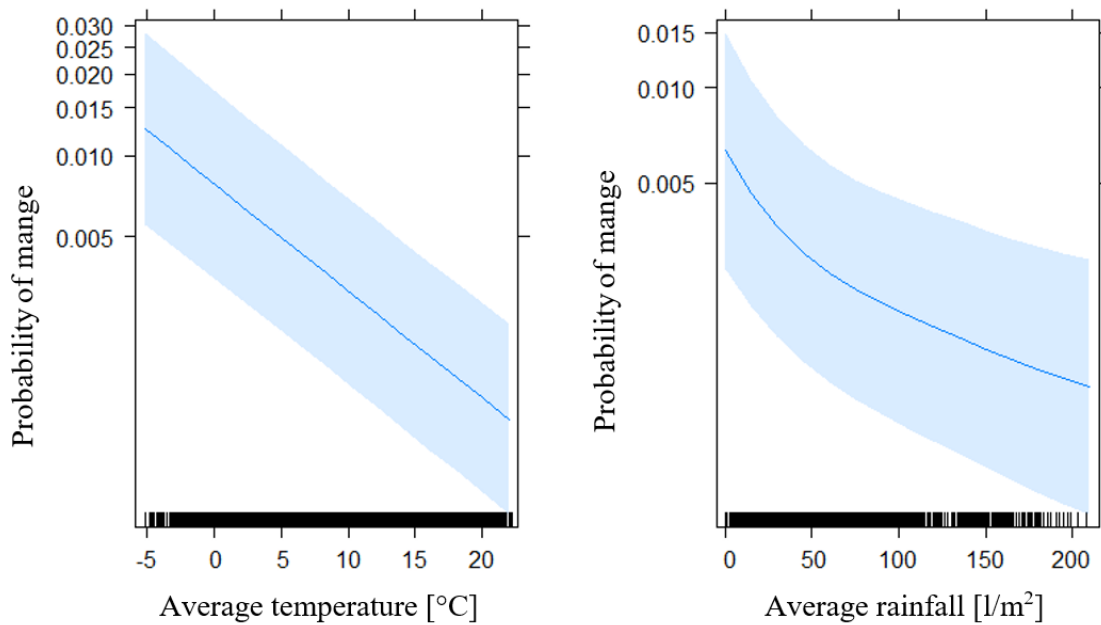 0.030
0.025
0.020
0.015
0.010
0.005
Probability of mange
-5 0 5 10 15 20
Average temperature [°C]
0.015
0.010
0.005
Probability of mange
0 50 100 150 200
Average rainfall [l/m²]